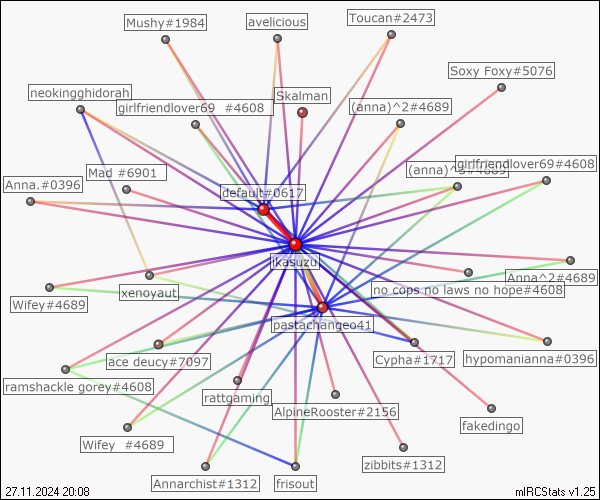 Mushy#1984
avelicious
Toucan#2473
Soxy Foxy#5076
neokingghidorah
girlfriendlover69 #4608
Skalman
(anna)^2#4689
Mad #6901
(anna)^3#4689
girlfriendlover69#4608
Anna.#0396
default#0617
ikasuzu
Wifey#4689
xenoyaut
no cops no laws no hope#4608
Anna^2#4689
pastachangeo41
ace deucy#7097
Cypha#1717
hypomanianna#0396
ramshackle gorey#4608
rattgaming
AlpineRooster#2156
fakedingo
Wifey #4689
zibbits#1312
Annarchist#1312
frisout
27.11.2024 20:08
mIRCStats v1.25